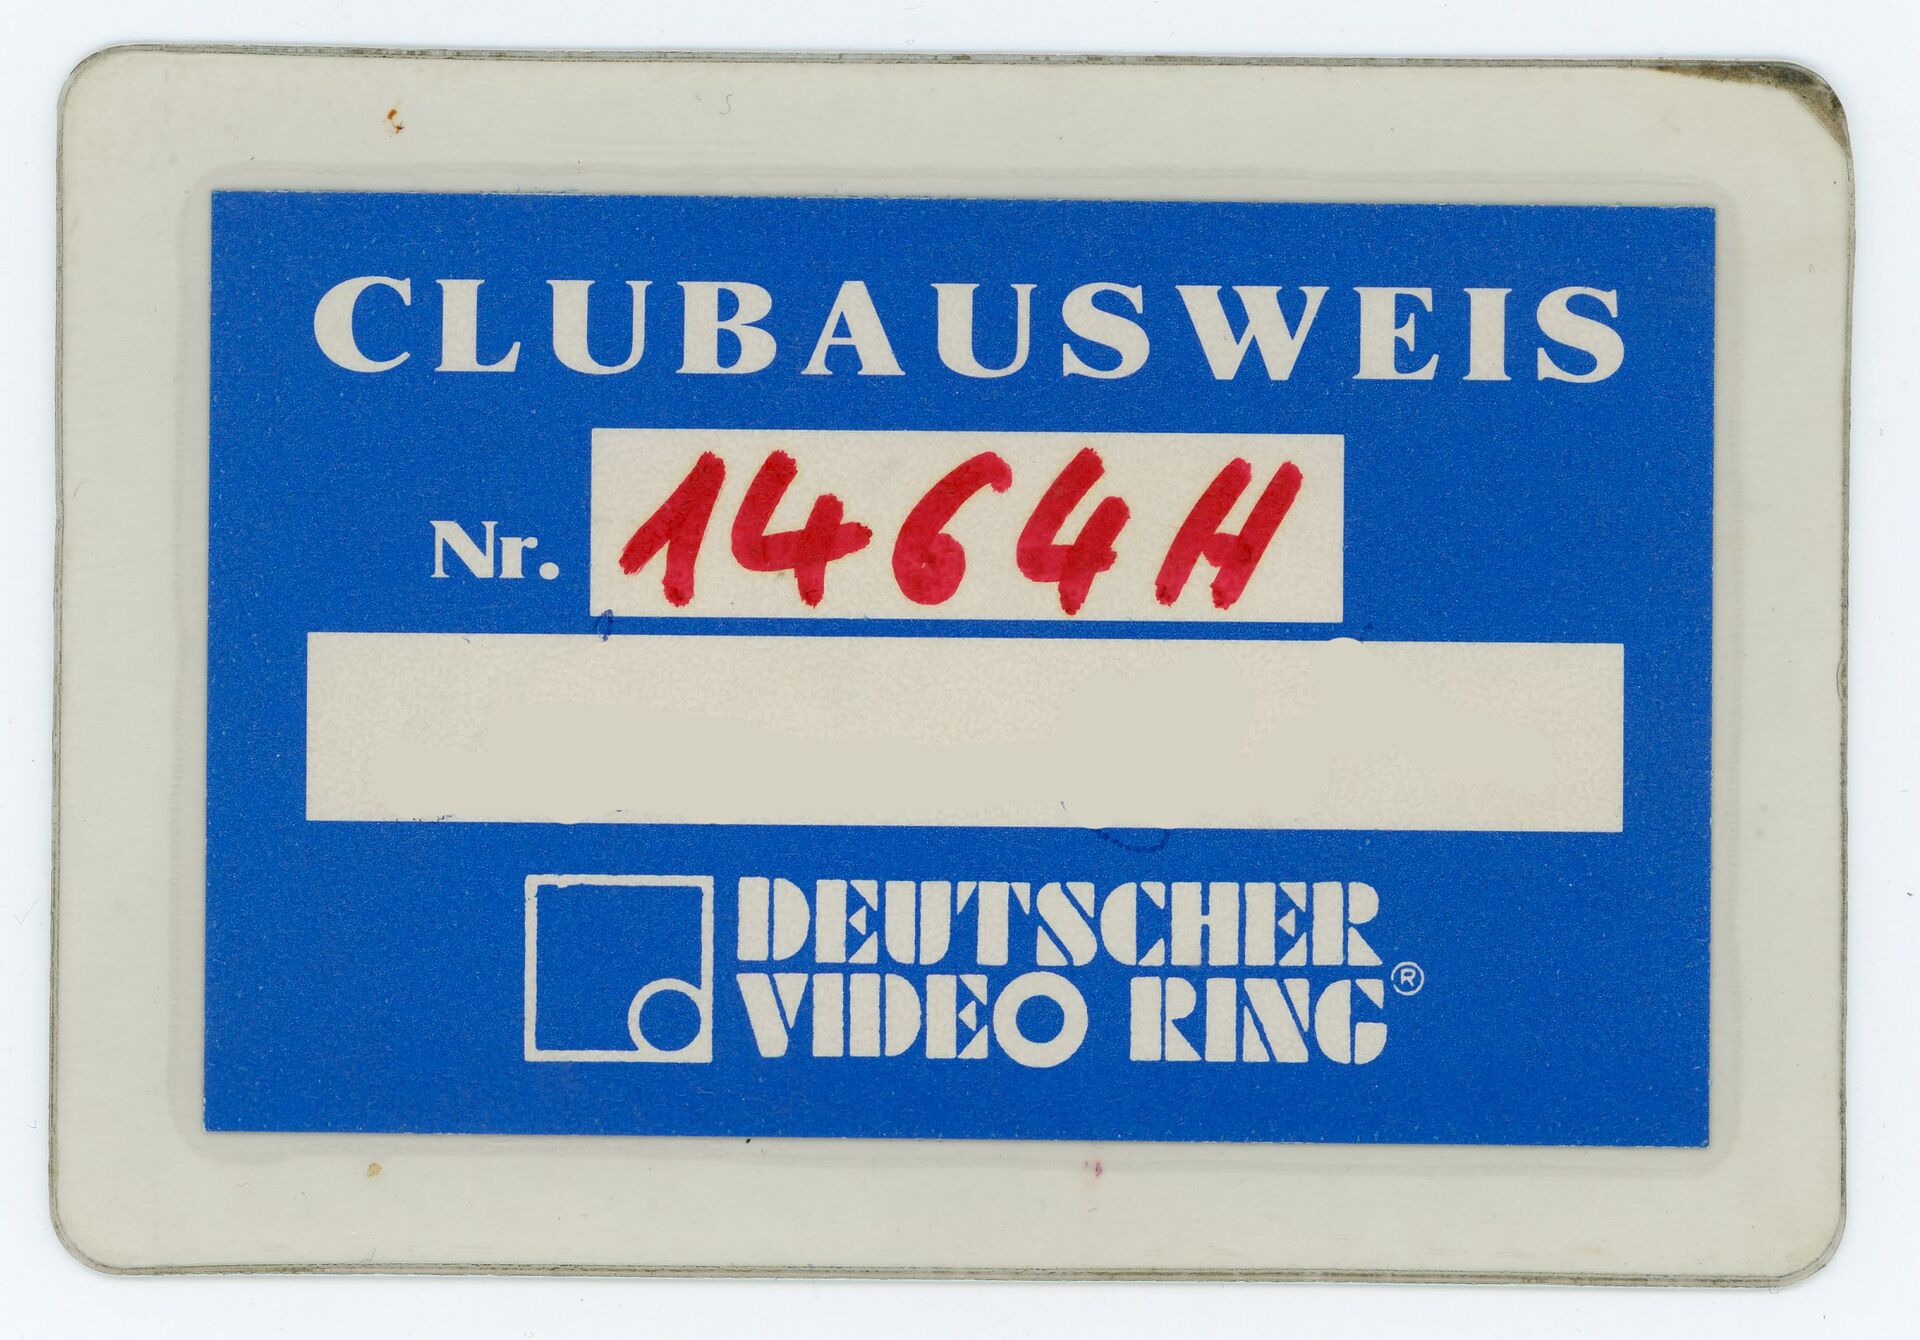 CLUBAUSWEIS
Nr. 1464H
DEUTSCHER
VIDEO RING®